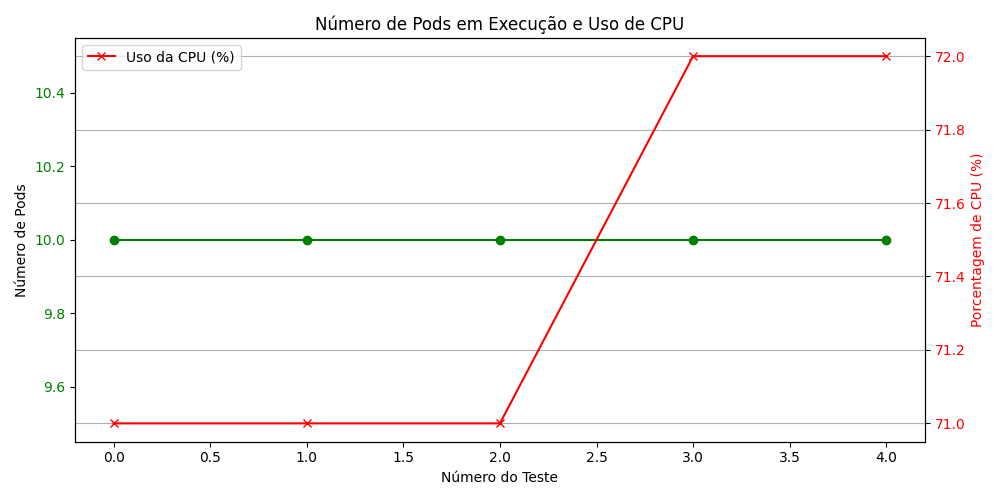 Número de Pods em Execução e Uso de CPU
Uso da CPU (%)
Número de Pods
10.4
10.2
10.0
9.8
9.6
72.0
71.8
71.6
71.4
71.2
71.0
Porcentagem de CPU (%)
0.0 0.5 1.0 1.5 2.0 2.5 3.0 3.5 4.0
Número do Teste